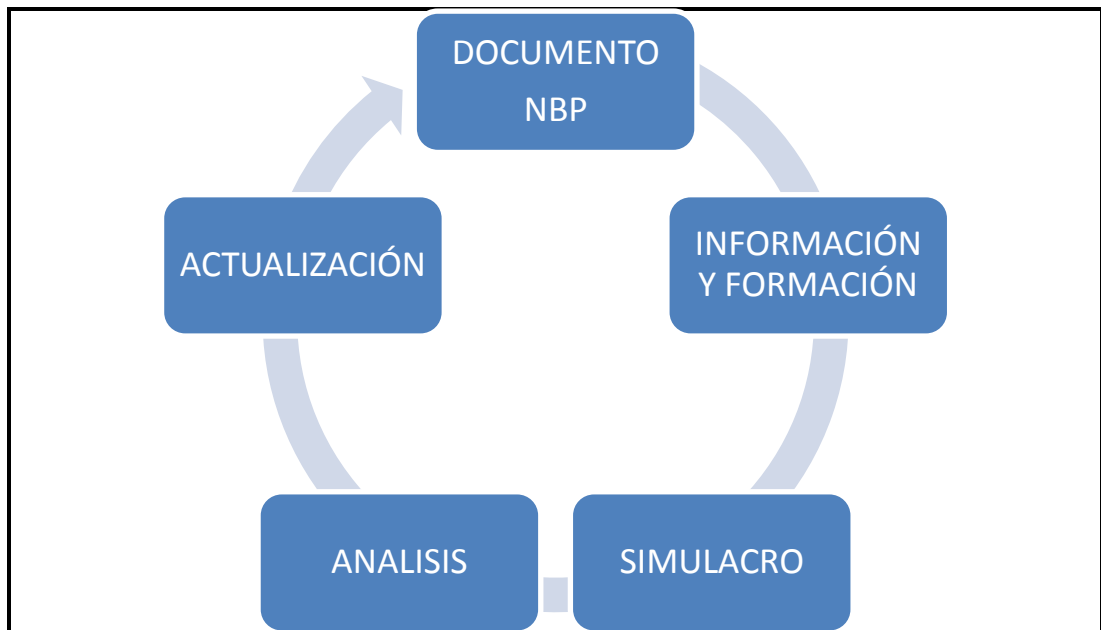 DOCUMENTO
NBP
INFORMACIÓN
Y FORMACIÓN
SIMULACRO
ANALISIS
ACTUALIZACIÓN